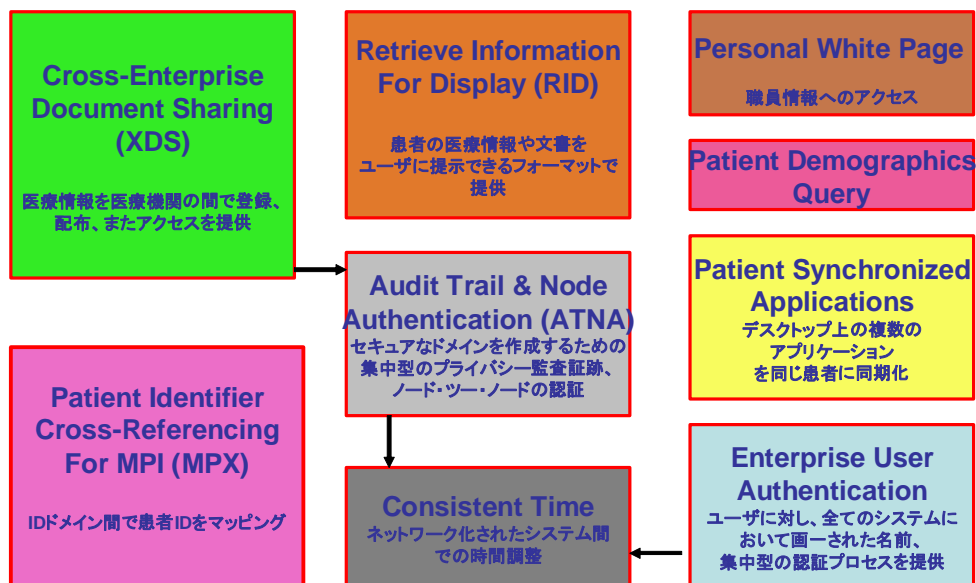 Cross-Enterprise
Document Sharing
(XDS)
医療情報を医療機関の間で登録、
配布、またアクセスを提供
Retrieve Information
For Display (RID)
患者の医療情報や文書を
ユーザに提示できるフォーマットで
提供
Personal White Page
職員情報へのアクセス
Patient Demographics
Query
Audit Trail & Node
Authentication (ATNA)
セキュアなドメインを作成するための
集中型のプライバシー監査証跡、
ノード・ツー・ノードの認証
Patient Synchronized
Applications
デスクトップ上の複数の
アプリケーション
を同じ患者に同期化
Patient Identifier
Cross-Referencing
For MPI (MPX)
IDドメイン間で患者IDをマッピング
Consistent Time
ネットワーク化されたシステム間
での時間調整
Enterprise User
Authentication
ユーザに対し、全てのシステムに
おいて画一された名前、
集中型の認証プロセスを提供